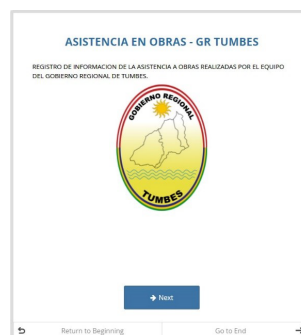 ASISTENCIA EN OBRAS - GR TUMBES
REGISTRO DE INFORMACION DE LA ASISTENCIA A OBRAS REALIZADAS POR EL EQUIPO
DEL GOBIERNO REGIONAL DE TUMBES.
GOBIERNO REGIONAL
TUMBES
Next
Return to Beginning
Go to End